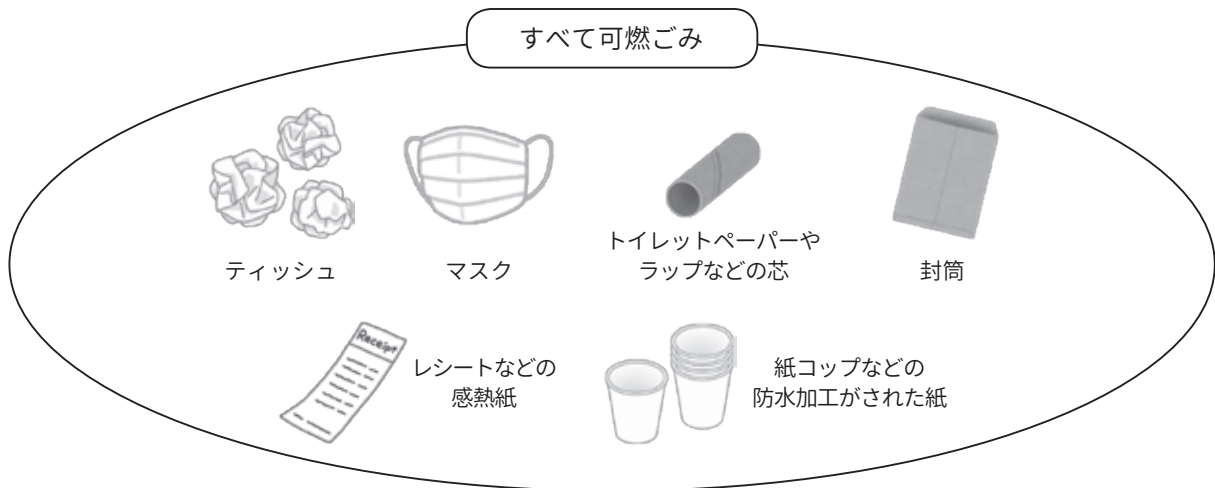 すべて可燃ごみ
ティッシュ
マスク
トイレットペーパーや
ラップなどの芯
封筒
Receipt
レシートなどの
感熱紙
紙コップなどの
防水加工がされた紙